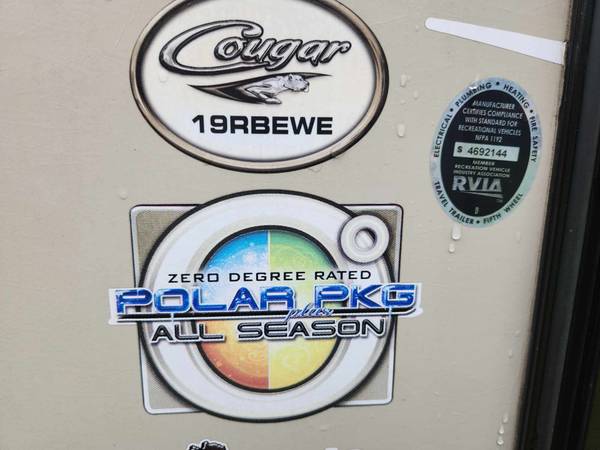 Cougar
19RBEWE
ELECTRICAL • PLUMBING • HEATING • FIRE SAFETY
MANUFACTURER
CERTIFIES COMPLIANCE
WITH STANDARD FOR
RECREATIONAL VEHICLES
NFPA 1192
S 4692144
MEMBER
RECREATION VEHICLE
INDUSTRY ASSOCIATION
RVIA
TRAVEL TRAILER • FIFTH WHEEL
ZERO DEGREE RATED
POLAR PKG
plus
ALL SEASON